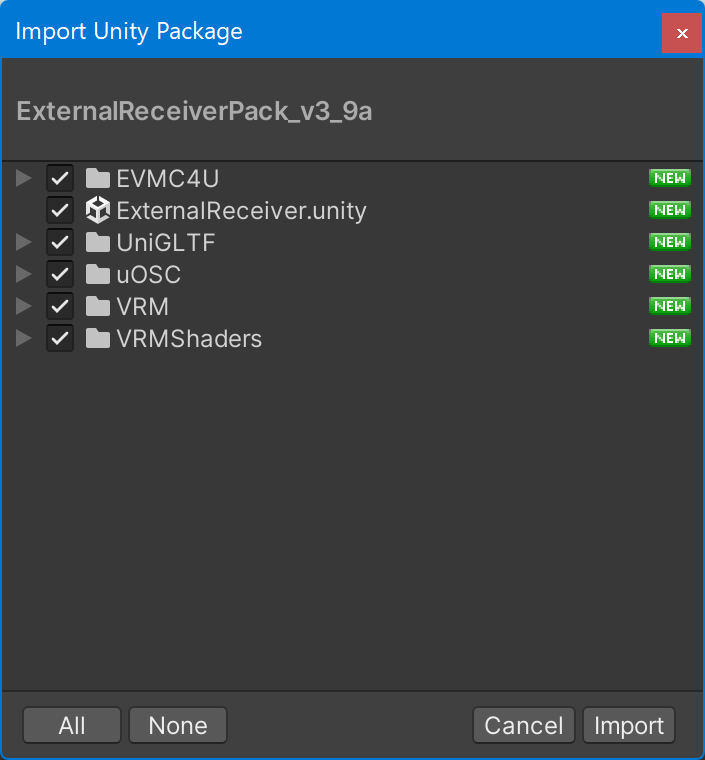 Import Unity Package
ExternalReceiverPack_v3_9a
EVMC4U NEW
ExternalReceiver.unity NEW
UniGLTF NEW
uOSC NEW
VRM NEW
VRMShaders NEW
All None Cancel Import